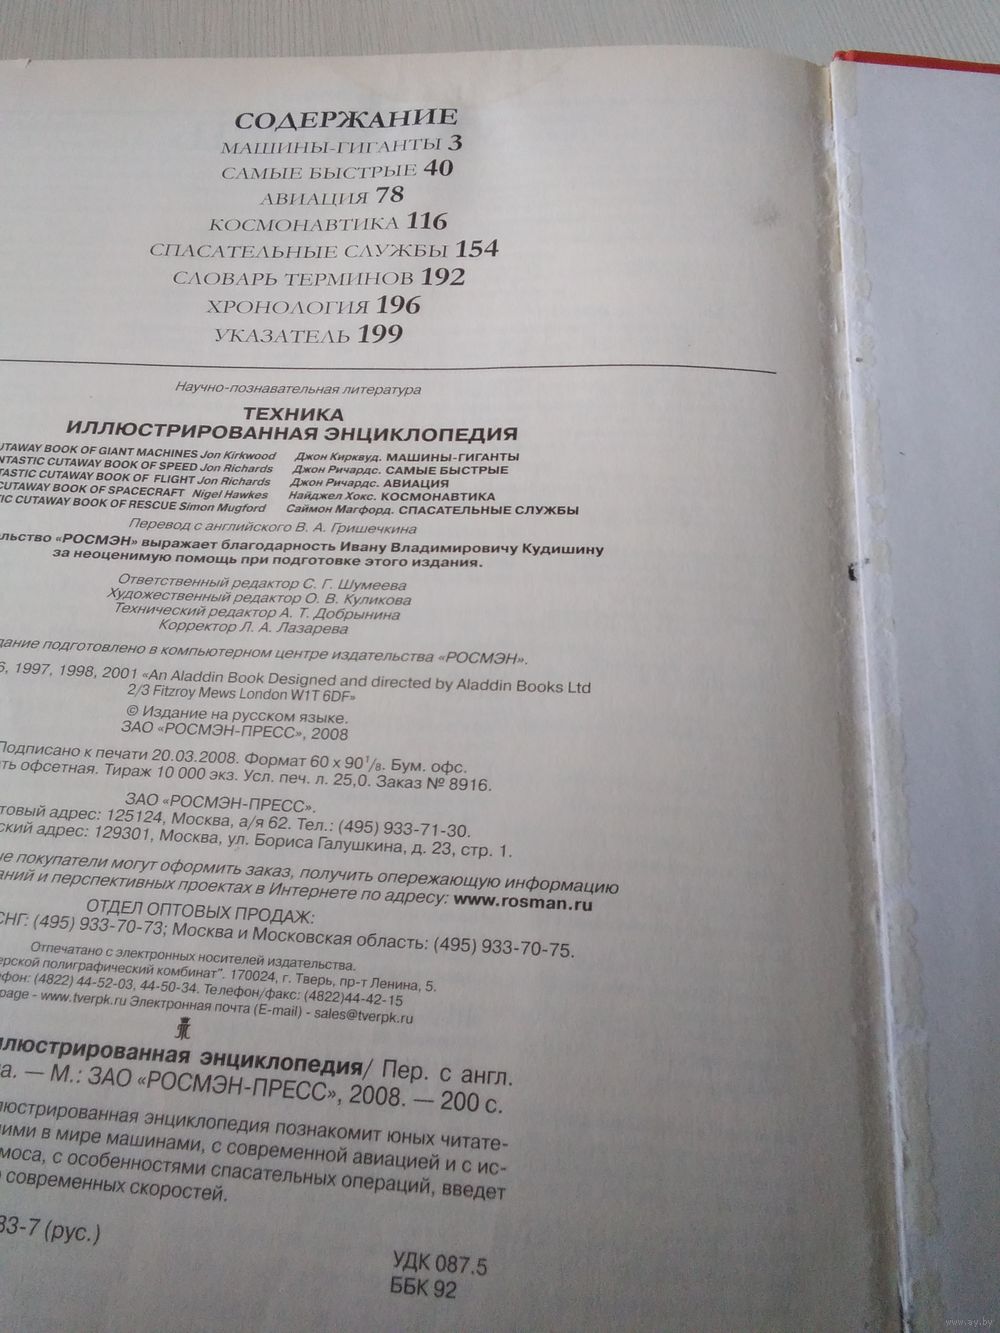 СОДЕРЖАНИЕ
МАШИНЫ-ГИГАНТЫ 3
САМЫЕ БЫСТРЫЕ 40
АВИАЦИЯ 78
КОСМОНАВТИКА 116
СПАСАТЕЛЬНЫЕ СЛУЖБЫ 154
СЛОВАРЬ ТЕРМИНОВ 192
ХРОНОЛОГИЯ 196
УКАЗАТЕЛЬ 199
Научно-познавательная литература
ТЕХНИКА
ИЛЛЮСТРИРОВАННАЯ ЭНЦИКЛОПЕДИЯ
UTAWAY BOOK OF GIANT MACHINES Jon Kirkwood Джон Кирквуд. МАШИНЫ-ГИГАНТЫ
NTASTIC CUTAWAY BOOK OF SPEED Jon Richards Джон Ричардс. САМЫЕ БЫСТРЫЕ
TASTIC CUTAWAY BOOK OF FLIGHT Jon Richards Джон Ричардс. АВИАЦИЯ
CUTAWAY BOOK OF SPACECRAFT Nigel Hawkes Найджел Хокс. КОСМОНАВТИКА
TIC CUTAWAY BOOK OF RESCUE Simon Mugford Саймон Магфорд. СПАСАТЕЛЬНЫЕ СЛУЖБЫ
Перевод с английского В. А. Гришечкина
льство «РОСМЭН» выражает благодарность Ивану Владимировичу Кудишину
за неоценимую помощь при подготовке этого издания.
Ответственный редактор С. Г. Шумеева
Художественный редактор О. В. Куликова
Технический редактор А. Т. Добрынина
Корректор Л. А. Лазарева
дание подготовлено в компьютерном центре издательства «РОСМЭН».
6, 1997, 1998, 2001 «An Aladdin Book Designed and directed by Aladdin Books Ltd
2/3 Fitzroy Mews London W1T 6DF»
© Издание на русском языке.
ЗАО «РОСМЭН-ПРЕСС», 2008
Подписано к печати 20.03.2008. Формат 60 х 90 1/8. Бум. офс.
ть офсетная. Тираж 10 000 экз. Усл. печ. л. 25,0. Заказ № 8916.
ЗАО «РОСМЭН-ПРЕСС».
товый адрес: 125124, Москва, а/я 62. Тел.: (495) 933-71-30.
ский адрес: 129301, Москва, ул. Бориса Галушкина, д. 23, стр. 1.
ые покупатели могут оформить заказ, получить опережающую информацию
аний и перспективных проектах в Интернете по адресу: www.rosman.ru
ОТДЕЛ ОПТОВЫХ ПРОДАЖ:
СНГ: (495) 933-70-73; Москва и Московская область: (495) 933-70-75.
Отпечатано с электронных носителей издательства.
ерской полиграфический комбинат". 170024, г. Тверь, пр-т Ленина, 5.
фон: (4822) 44-52-03, 44-50-34. Телефон/факс: (4822)44-42-15
page - www.tverpk.ru Электронная почта (E-mail) - sales@tverpk.ru
ллюстрированная энциклопедия/ Пер. с англ.
а. — М.: ЗАО «РОСМЭН-ПРЕСС», 2008. — 200 с.
люстрированная энциклопедия познакомит юных читате-
ими в мире машинами, с современной авиацией и с ис-
моса, с особенностями спасательных операций, введет
современных скоростей.
33-7 (рус.)
УДК 087.5
ББК 92
www.ay.by